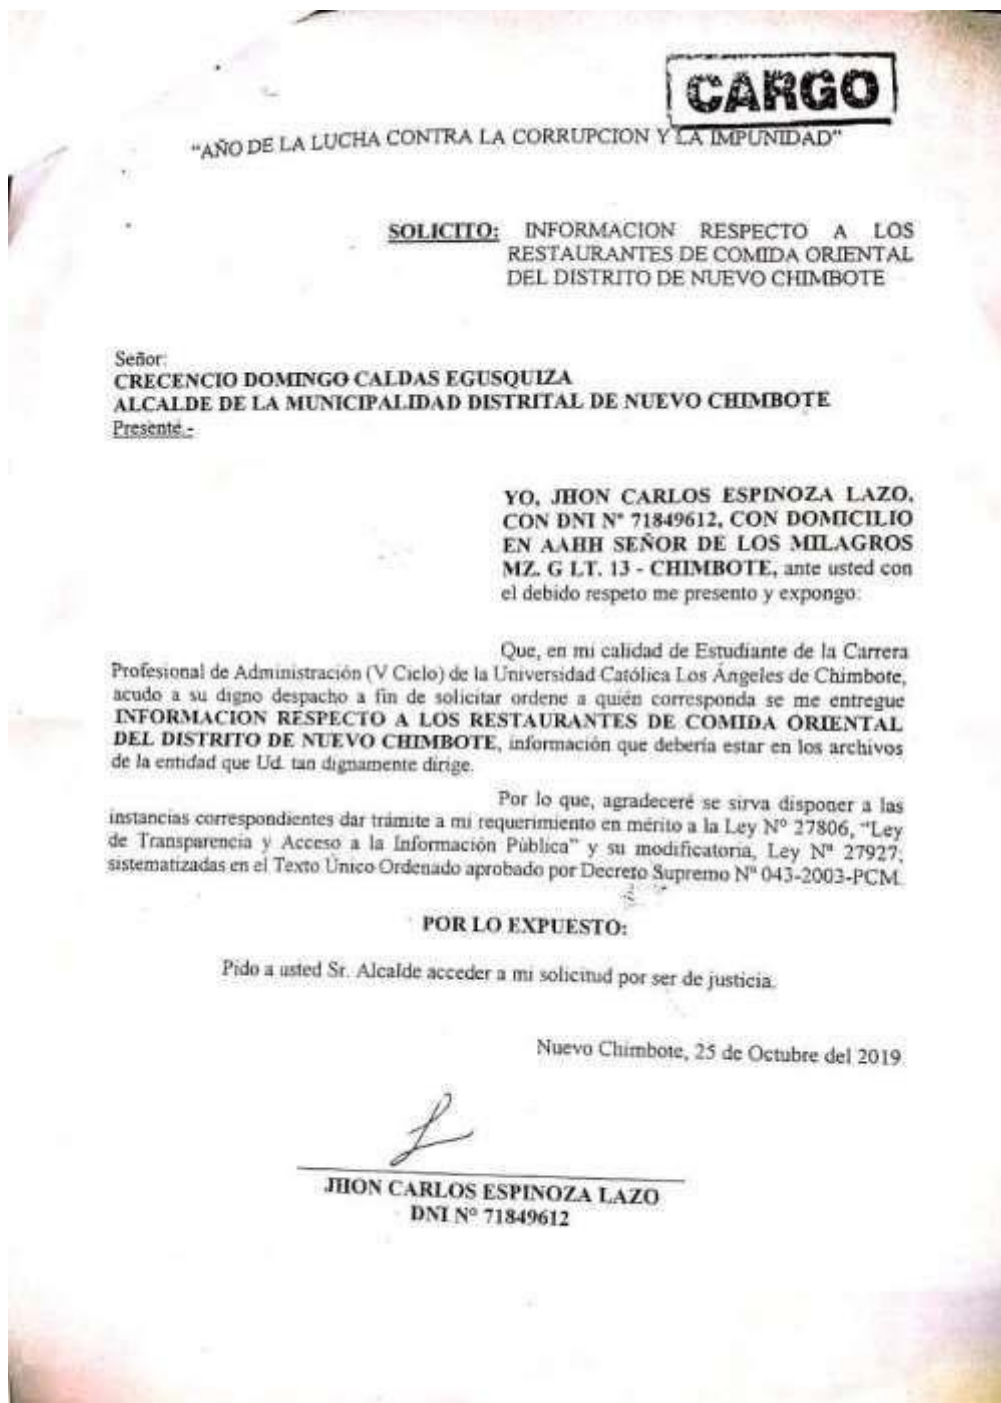 CARGO
"AÑO DE LA LUCHA CONTRA LA CORRUPCION Y LA IMPUNIDAD"
SOLICITO: INFORMACION RESPECTO A LOS
RESTAURANTES DE COMIDA ORIENTAL
DEL DISTRITO DE NUEVO CHIMBOTE
Señor:
CRECENCIO DOMINGO CALDAS EGUSQUIZA
ALCALDE DE LA MUNICIPALIDAD DISTRITAL DE NUEVO CHIMBOTE
Presente.-
YO, JHON CARLOS ESPINOZA LAZO,
CON DNI Nº 71849612, CON DOMICILIO
EN AAHH SEÑOR DE LOS MILAGROS
MZ. G LT. 13 - CHIMBOTE, ante usted con
el debido respeto me presento y expongo:
Que, en mi calidad de Estudiante de la Carrera
Profesional de Administración (V Ciclo) de la Universidad Católica Los Ángeles de Chimbote,
acudo a su digno despacho a fin de solicitar ordene a quién corresponda se me entregue
INFORMACION RESPECTO A LOS RESTAURANTES DE COMIDA ORIENTAL
DEL DISTRITO DE NUEVO CHIMBOTE, información que debería estar en los archivos
de la entidad que Ud. tan dignamente dirige.
Por lo que, agradeceré se sirva disponer a las
instancias correspondientes dar trámite a mi requerimiento en mérito a la Ley Nº 27806, "Ley
de Transparencia y Acceso a la Información Pública" y su modificatoria, Ley Nº 27927;
sistematizadas en el Texto Único Ordenado aprobado por Decreto Supremo Nº 043-2003-PCM.
POR LO EXPUESTO:
Pido a usted Sr. Alcalde acceder a mi solicitud por ser de justicia.
Nuevo Chimbote, 25 de Octubre del 2019.
JHON CARLOS ESPINOZA LAZO
DNI Nº 71849612